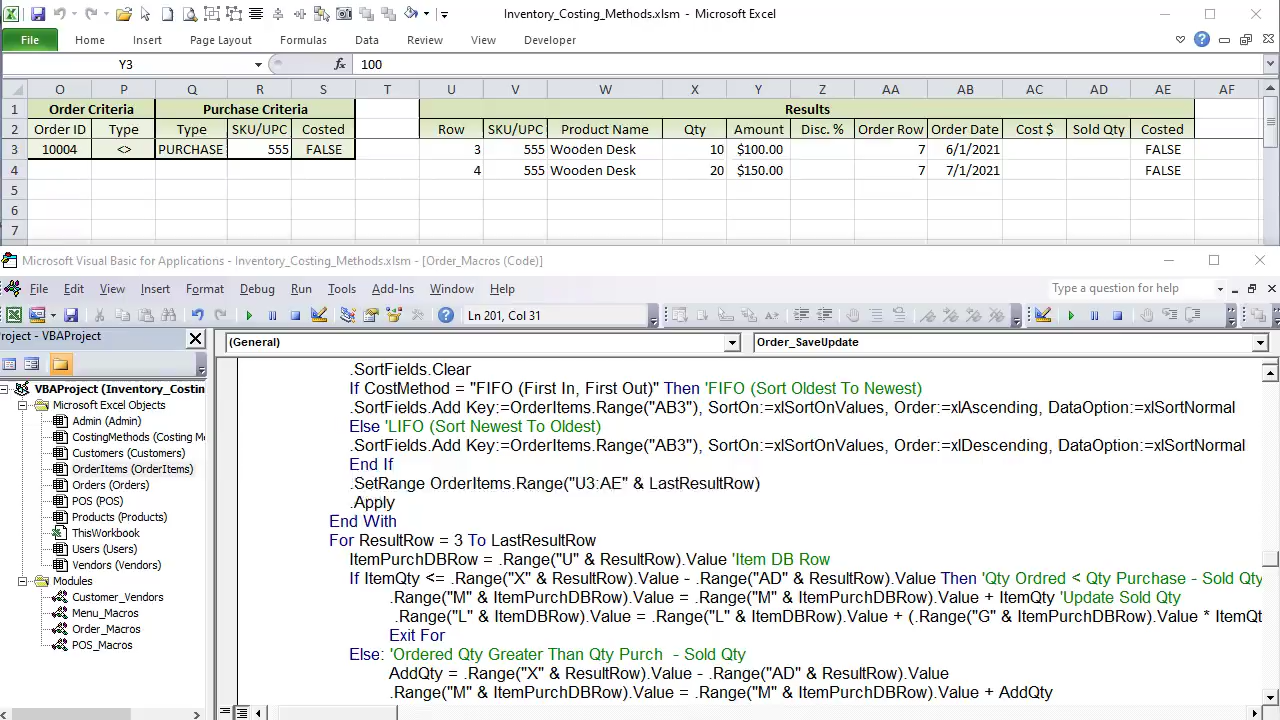 Inventory_Costing_Methods.xlsm - Microsoft Excel
File Home Insert Page Layout Formulas Data Review View Developer
Y3 fx 100
O P Q R S T U V W X Y Z AA AB AC AD AE AF
1 Order Criteria Purchase Criteria Results
2 Order ID Type Type SKU/UPC Costed Row SKU/UPC Product Name Qty Amount Disc. % Order Row Order Date Cost $ Sold Qty Costed
3 10004 <> PURCHASE 555 FALSE 3 555 Wooden Desk 10 $100.00 7 6/1/2021 FALSE
4 4 555 Wooden Desk 20 $150.00 7 7/1/2021 FALSE
5
6
7
Microsoft Visual Basic for Applications - Inventory_Costing_Methods.xlsm - [Order_Macros (Code)]
File Edit View Insert Format Debug Run Tools Add-Ins Window Help Type a question for help
Ln 201, Col 31
roject - VBAProject
(General) Order_SaveUpdate
VBAProject (Inventory_Costin
Microsoft Excel Objects
Admin (Admin)
CostingMethods (Costing Me
Customers (Customers)
OrderItems (OrderItems)
Orders (Orders)
POS (POS)
Products (Products)
ThisWorkbook
Users (Users)
Vendors (Vendors)
Modules
Customer_Vendors
Menu_Macros
Order_Macros
POS_Macros
.SortFields.Clear
If CostMethod = "FIFO (First In, First Out)" Then 'FIFO (Sort Oldest To Newest)
.SortFields.Add Key:=OrderItems.Range("AB3"), SortOn:=xlSortOnValues, Order:=xlAscending, DataOption:=xlSortNormal
Else 'LIFO (Sort Newest To Oldest)
.SortFields.Add Key:=OrderItems.Range("AB3"), SortOn:=xlSortOnValues, Order:=xlDescending, DataOption:=xlSortNormal
End If
.SetRange OrderItems.Range("U3:AE" & LastResultRow)
.Apply
End With
For ResultRow = 3 To LastResultRow
ItemPurchDBRow = .Range("U" & ResultRow).Value 'Item DB Row
If ItemQty <= .Range("X" & ResultRow).Value - .Range("AD" & ResultRow).Value Then 'Qty Ordred < Qty Purchase - Sold Qty
.Range("M" & ItemPurchDBRow).Value = .Range("M" & ItemPurchDBRow).Value + ItemQty 'Update Sold Qty
.Range("L" & ItemDBRow).Value = .Range("L" & ItemDBRow).Value + (.Range("G" & ItemPurchDBRow).Value * ItemQt
Exit For
Else: 'Ordered Qty Greater Than Qty Purch - Sold Qty
AddQty = .Range("X" & ResultRow).Value - .Range("AD" & ResultRow).Value
.Range("M" & ItemPurchDBRow).Value = .Range("M" & ItemPurchDBRow).Value + AddQty